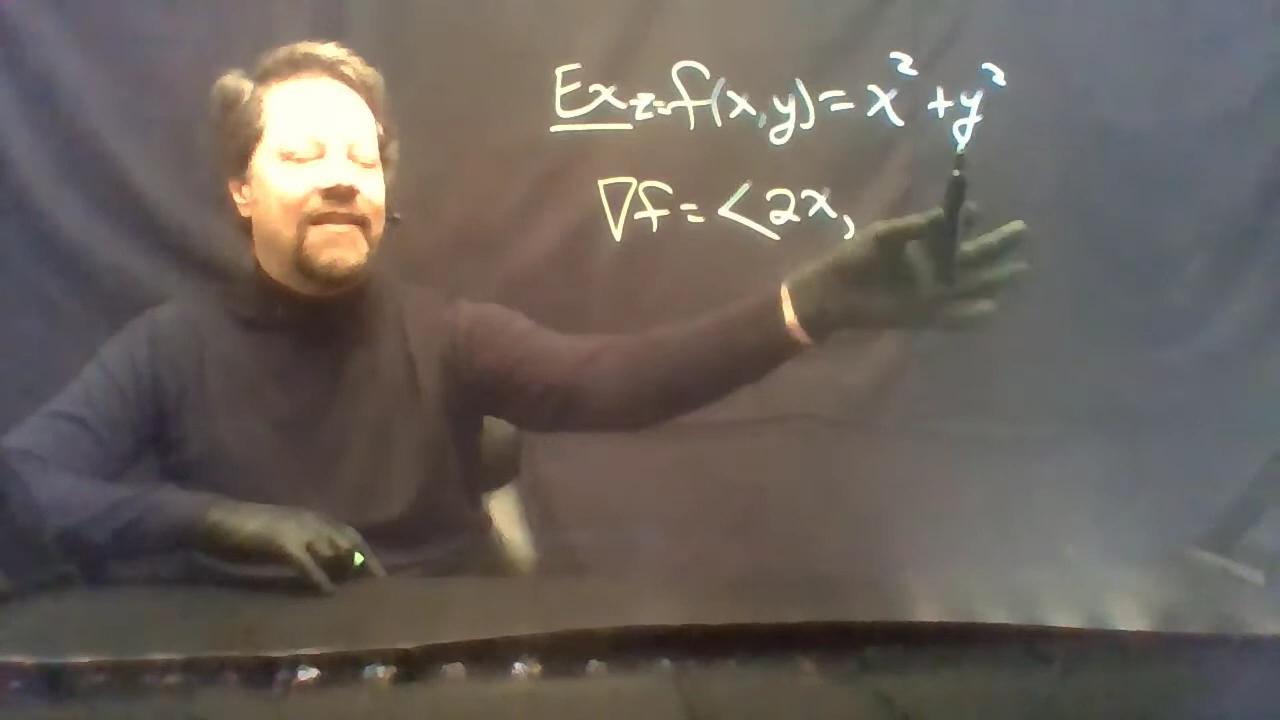 Ex z=f(x,y)=x²+y²
∇f=<2x,